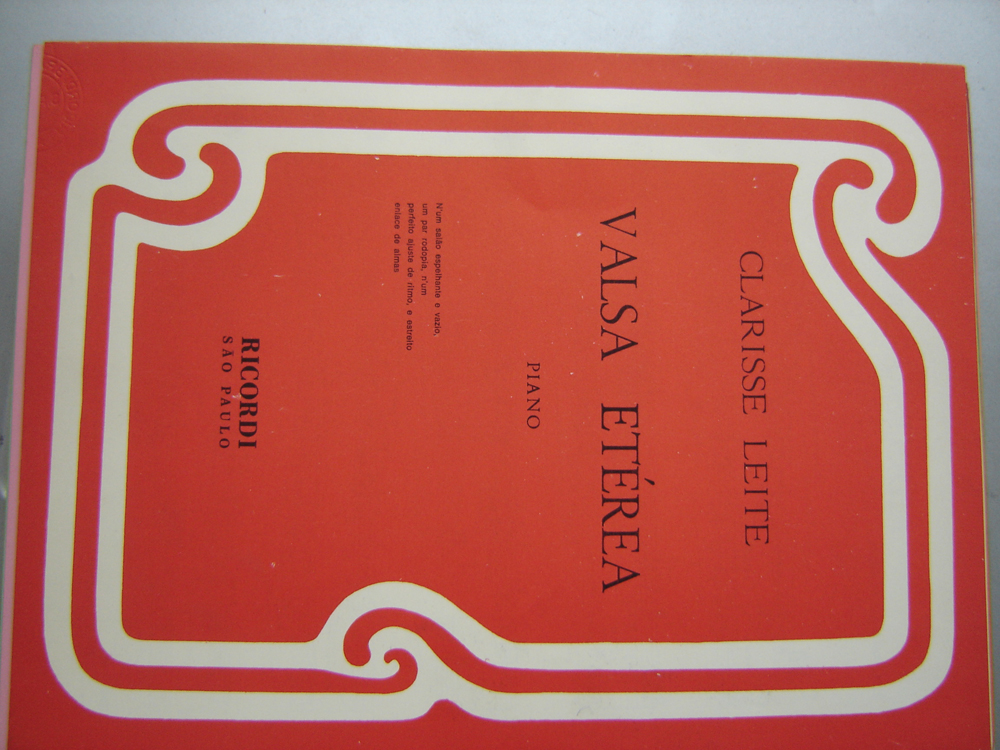 CLARISSE LEITE
VALSA ETÉREA
PIANO
N'um salão espelhante e vazio,
um par rodopia, n'um
perfeito ajuste de ritmo, e estreito
enlace de almas
RICORDI
SÃO PAULO